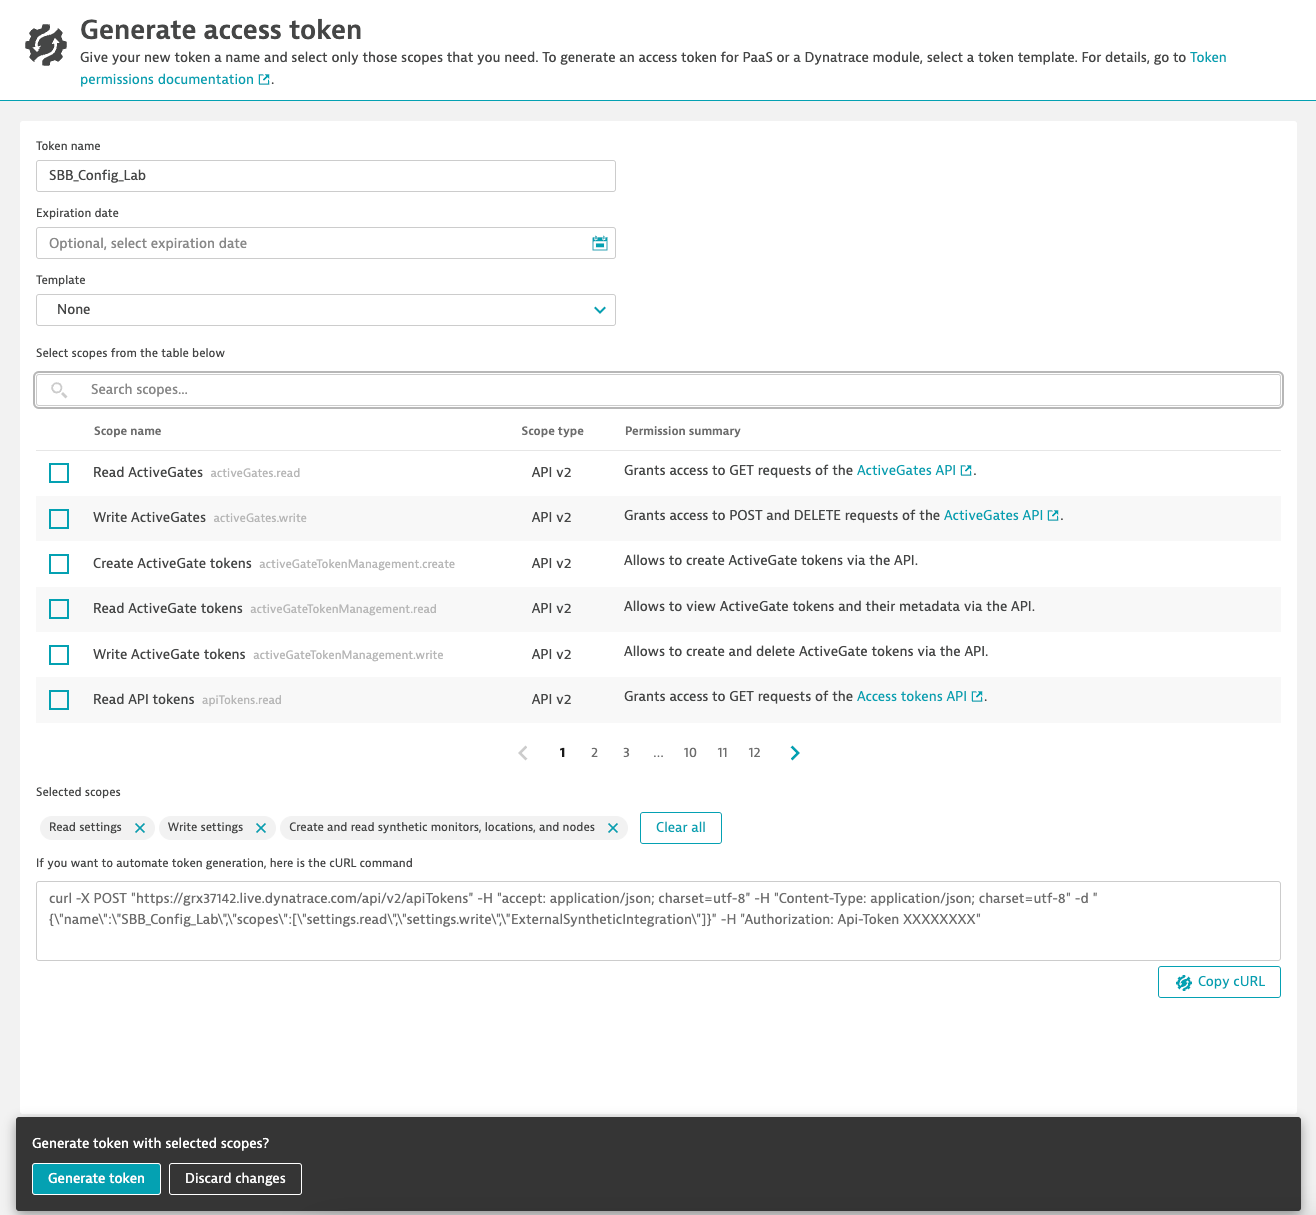 Generate access token
Give your new token a name and select only those scopes that you need. To generate an access token for PaaS or a Dynatrace module, select a token template. For details, go to Token
permissions documentation.
Token name
SBB_Config_Lab
Expiration date
Optional, select expiration date
Template
None
Select scopes from the table below
Search scopes...
Scope name Scope type Permission summary
Read ActiveGates activeGates.read API v2 Grants access to GET requests of the ActiveGates API.
Write ActiveGates activeGates.write API v2 Grants access to POST and DELETE requests of the ActiveGates API.
Create ActiveGate tokens activeGateTokenManagement.create API v2 Allows to create ActiveGate tokens via the API.
Read ActiveGate tokens activeGateTokenManagement.read API v2 Allows to view ActiveGate tokens and their metadata via the API.
Write ActiveGate tokens activeGateTokenManagement.write API v2 Allows to create and delete ActiveGate tokens via the API.
Read API tokens apiTokens.read API v2 Grants access to GET requests of the Access tokens API.
1 2 3 ... 10 11 12
Selected scopes
Read settings Write settings Create and read synthetic monitors, locations, and nodes Clear all
If you want to automate token generation, here is the cURL command
curl -X POST "https://grx37142.live.dynatrace.com/api/v2/apiTokens" -H "accept: application/json; charset=utf-8" -H "Content-Type: application/json; charset=utf-8" -d "
{\"name\":\"SBB_Config_Lab\",\"scopes\":[\"settings.read\",\"settings.write\",\"ExternalSyntheticIntegration\"]}" -H "Authorization: Api-Token XXXXXXXX"
Copy cURL
Generate token with selected scopes?
Generate token Discard changes